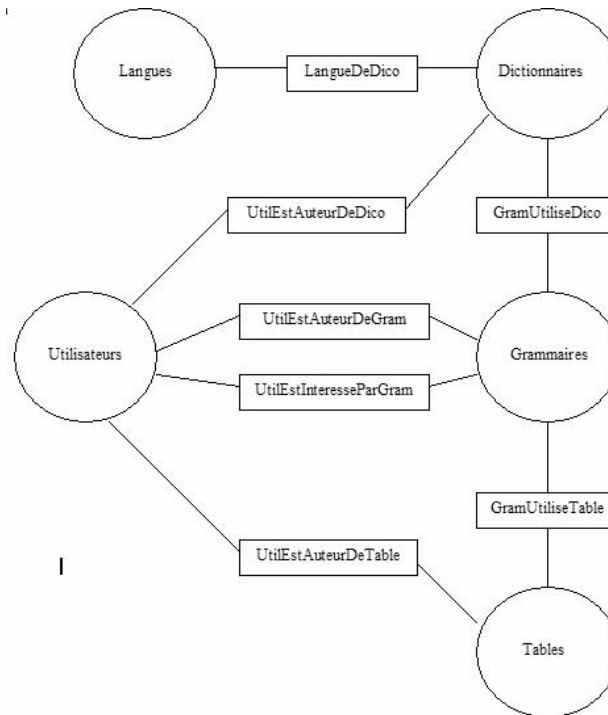 Langues
LangueDeDico
Dictionnaires
UtilEstAuteurDeDico
GramUtiliseDico
UtilEstAuteurDeGram
Utilisateurs
Grammaires
UtilEstInteresseParGram
GramUtiliseTable
UtilEstAuteurDeTable
Tables